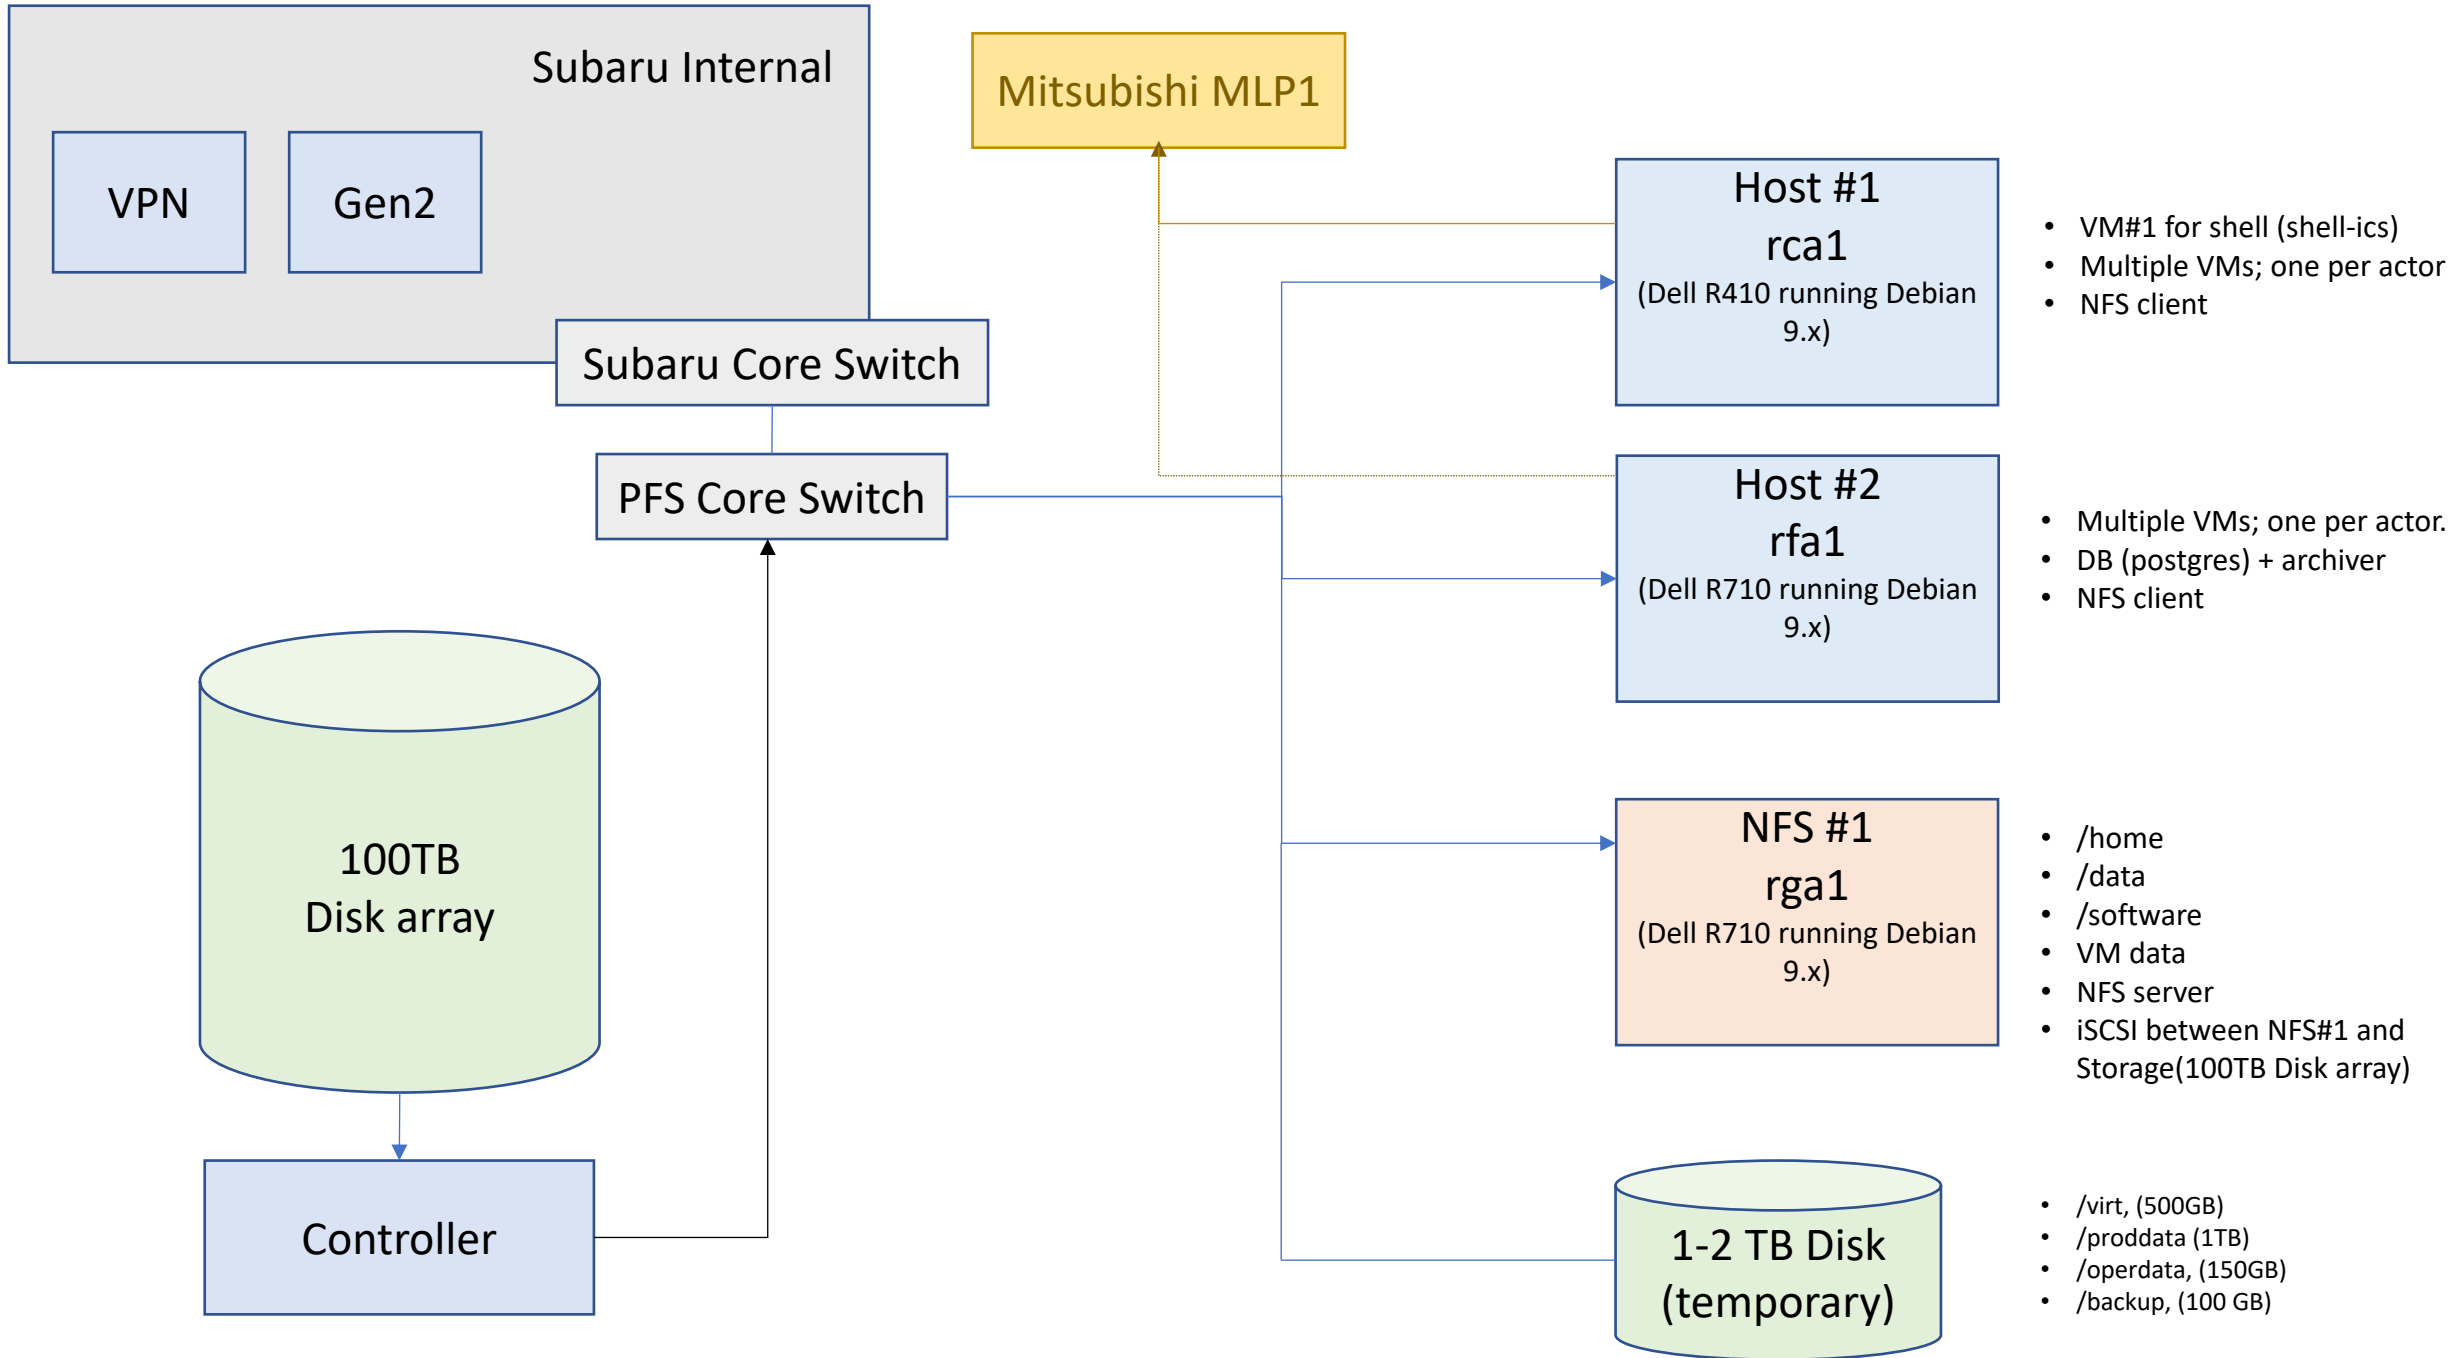 Subaru Internal
VPN
Gen2
Subaru Core Switch
PFS Core Switch
Mitsubishi MLP1
Host #1
rca1
(Dell R410 running Debian
9.x)
• VM#1 for shell (shell-ics)
• Multiple VMs; one per actor
• NFS client
Host #2
rfa1
(Dell R710 running Debian
9.x)
• Multiple VMs; one per actor.
• DB (postgres) + archiver
• NFS client
100TB
Disk array
Controller
NFS #1
rga1
(Dell R710 running Debian
9.x)
• /home
• /data
• /software
• VM data
• NFS server
• iSCSI between NFS#1 and
Storage(100TB Disk array)
1-2 TB Disk
(temporary)
• /virt, (500GB)
• /proddata (1TB)
• /operdata, (150GB)
• /backup, (100 GB)